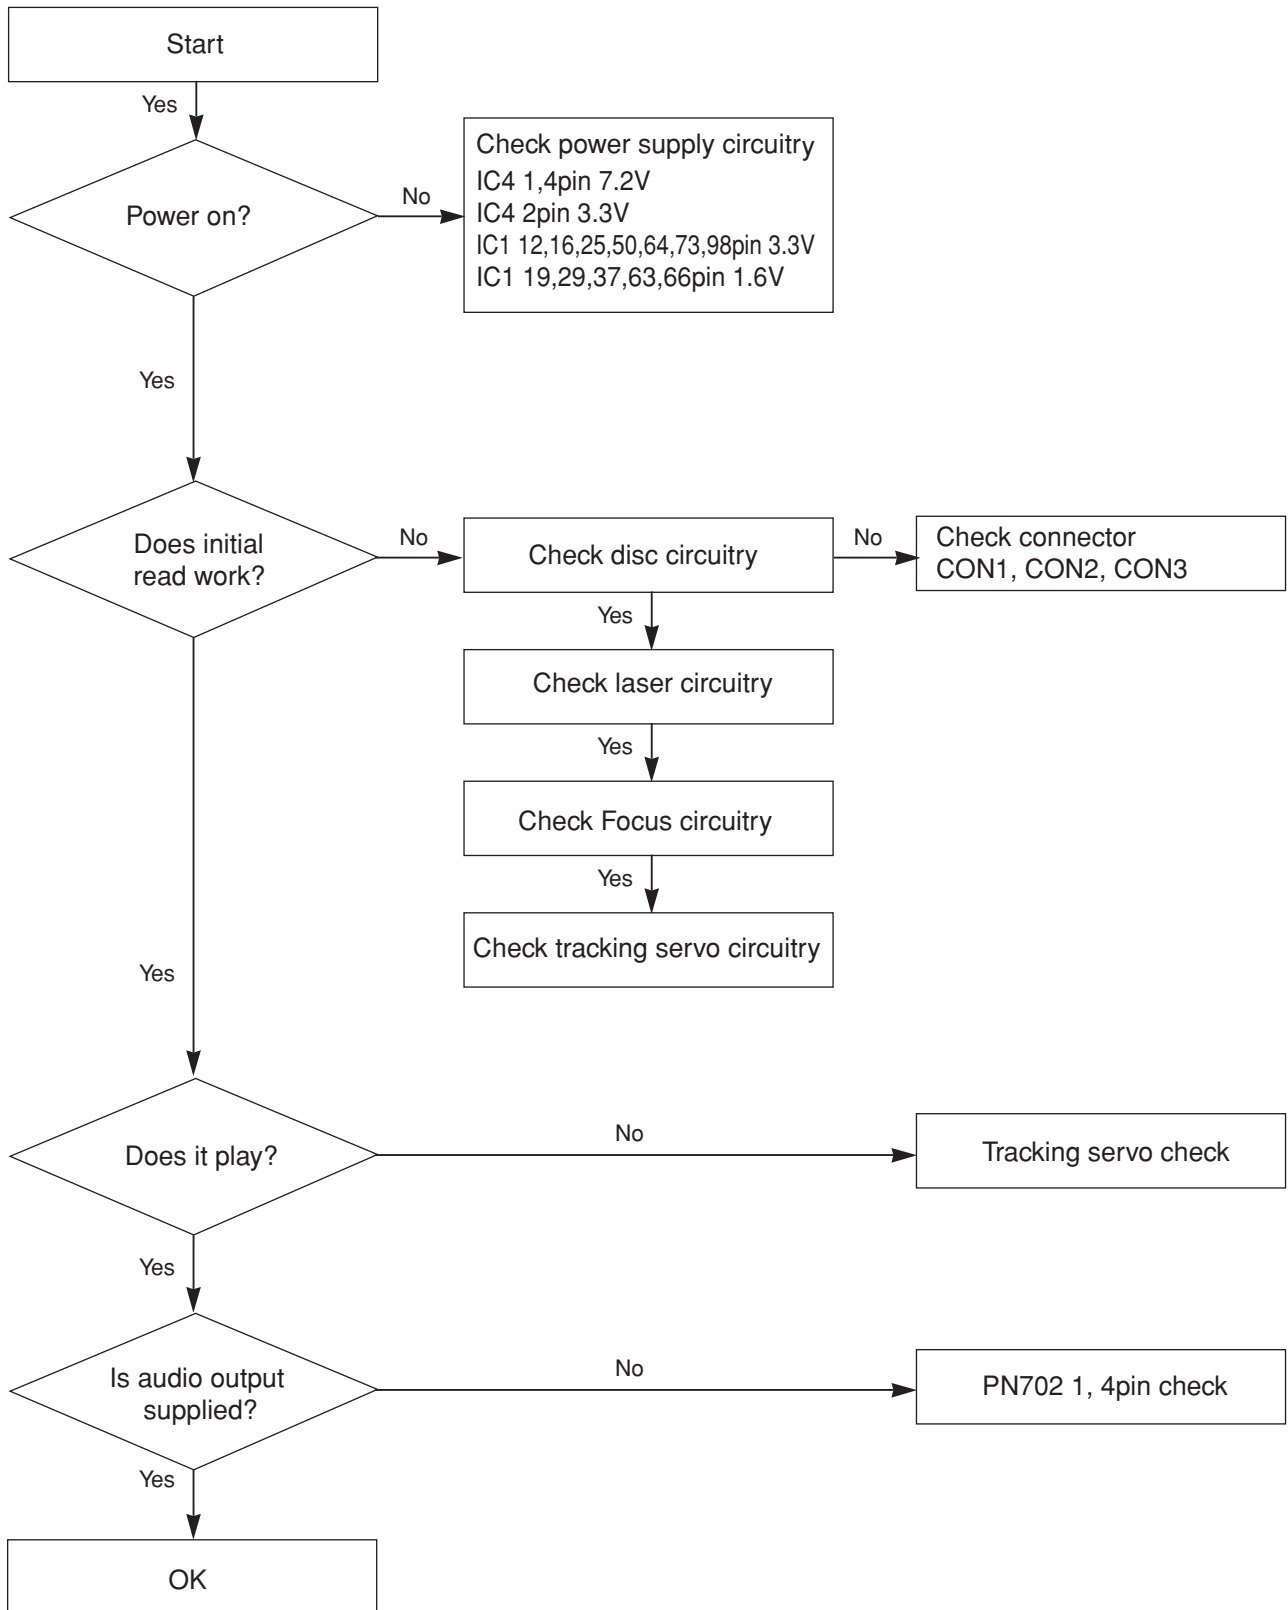 Start
Yes
Power on?
No
Check power supply circuitry
IC4 1,4pin 7.2V
IC4 2pin 3.3V
IC1 12,16,25,50,64,73,98pin 3.3V
IC1 19,29,37,63,66pin 1.6V
Yes
Does initial
read work?
No
Check disc circuitry
No
Check connector
CON1, CON2, CON3
Yes
Check laser circuitry
Yes
Check Focus circuitry
Yes
Check tracking servo circuitry
Yes
Does it play?
No
Tracking servo check
Yes
Is audio output
supplied?
No
PN702 1, 4pin check
Yes
OK